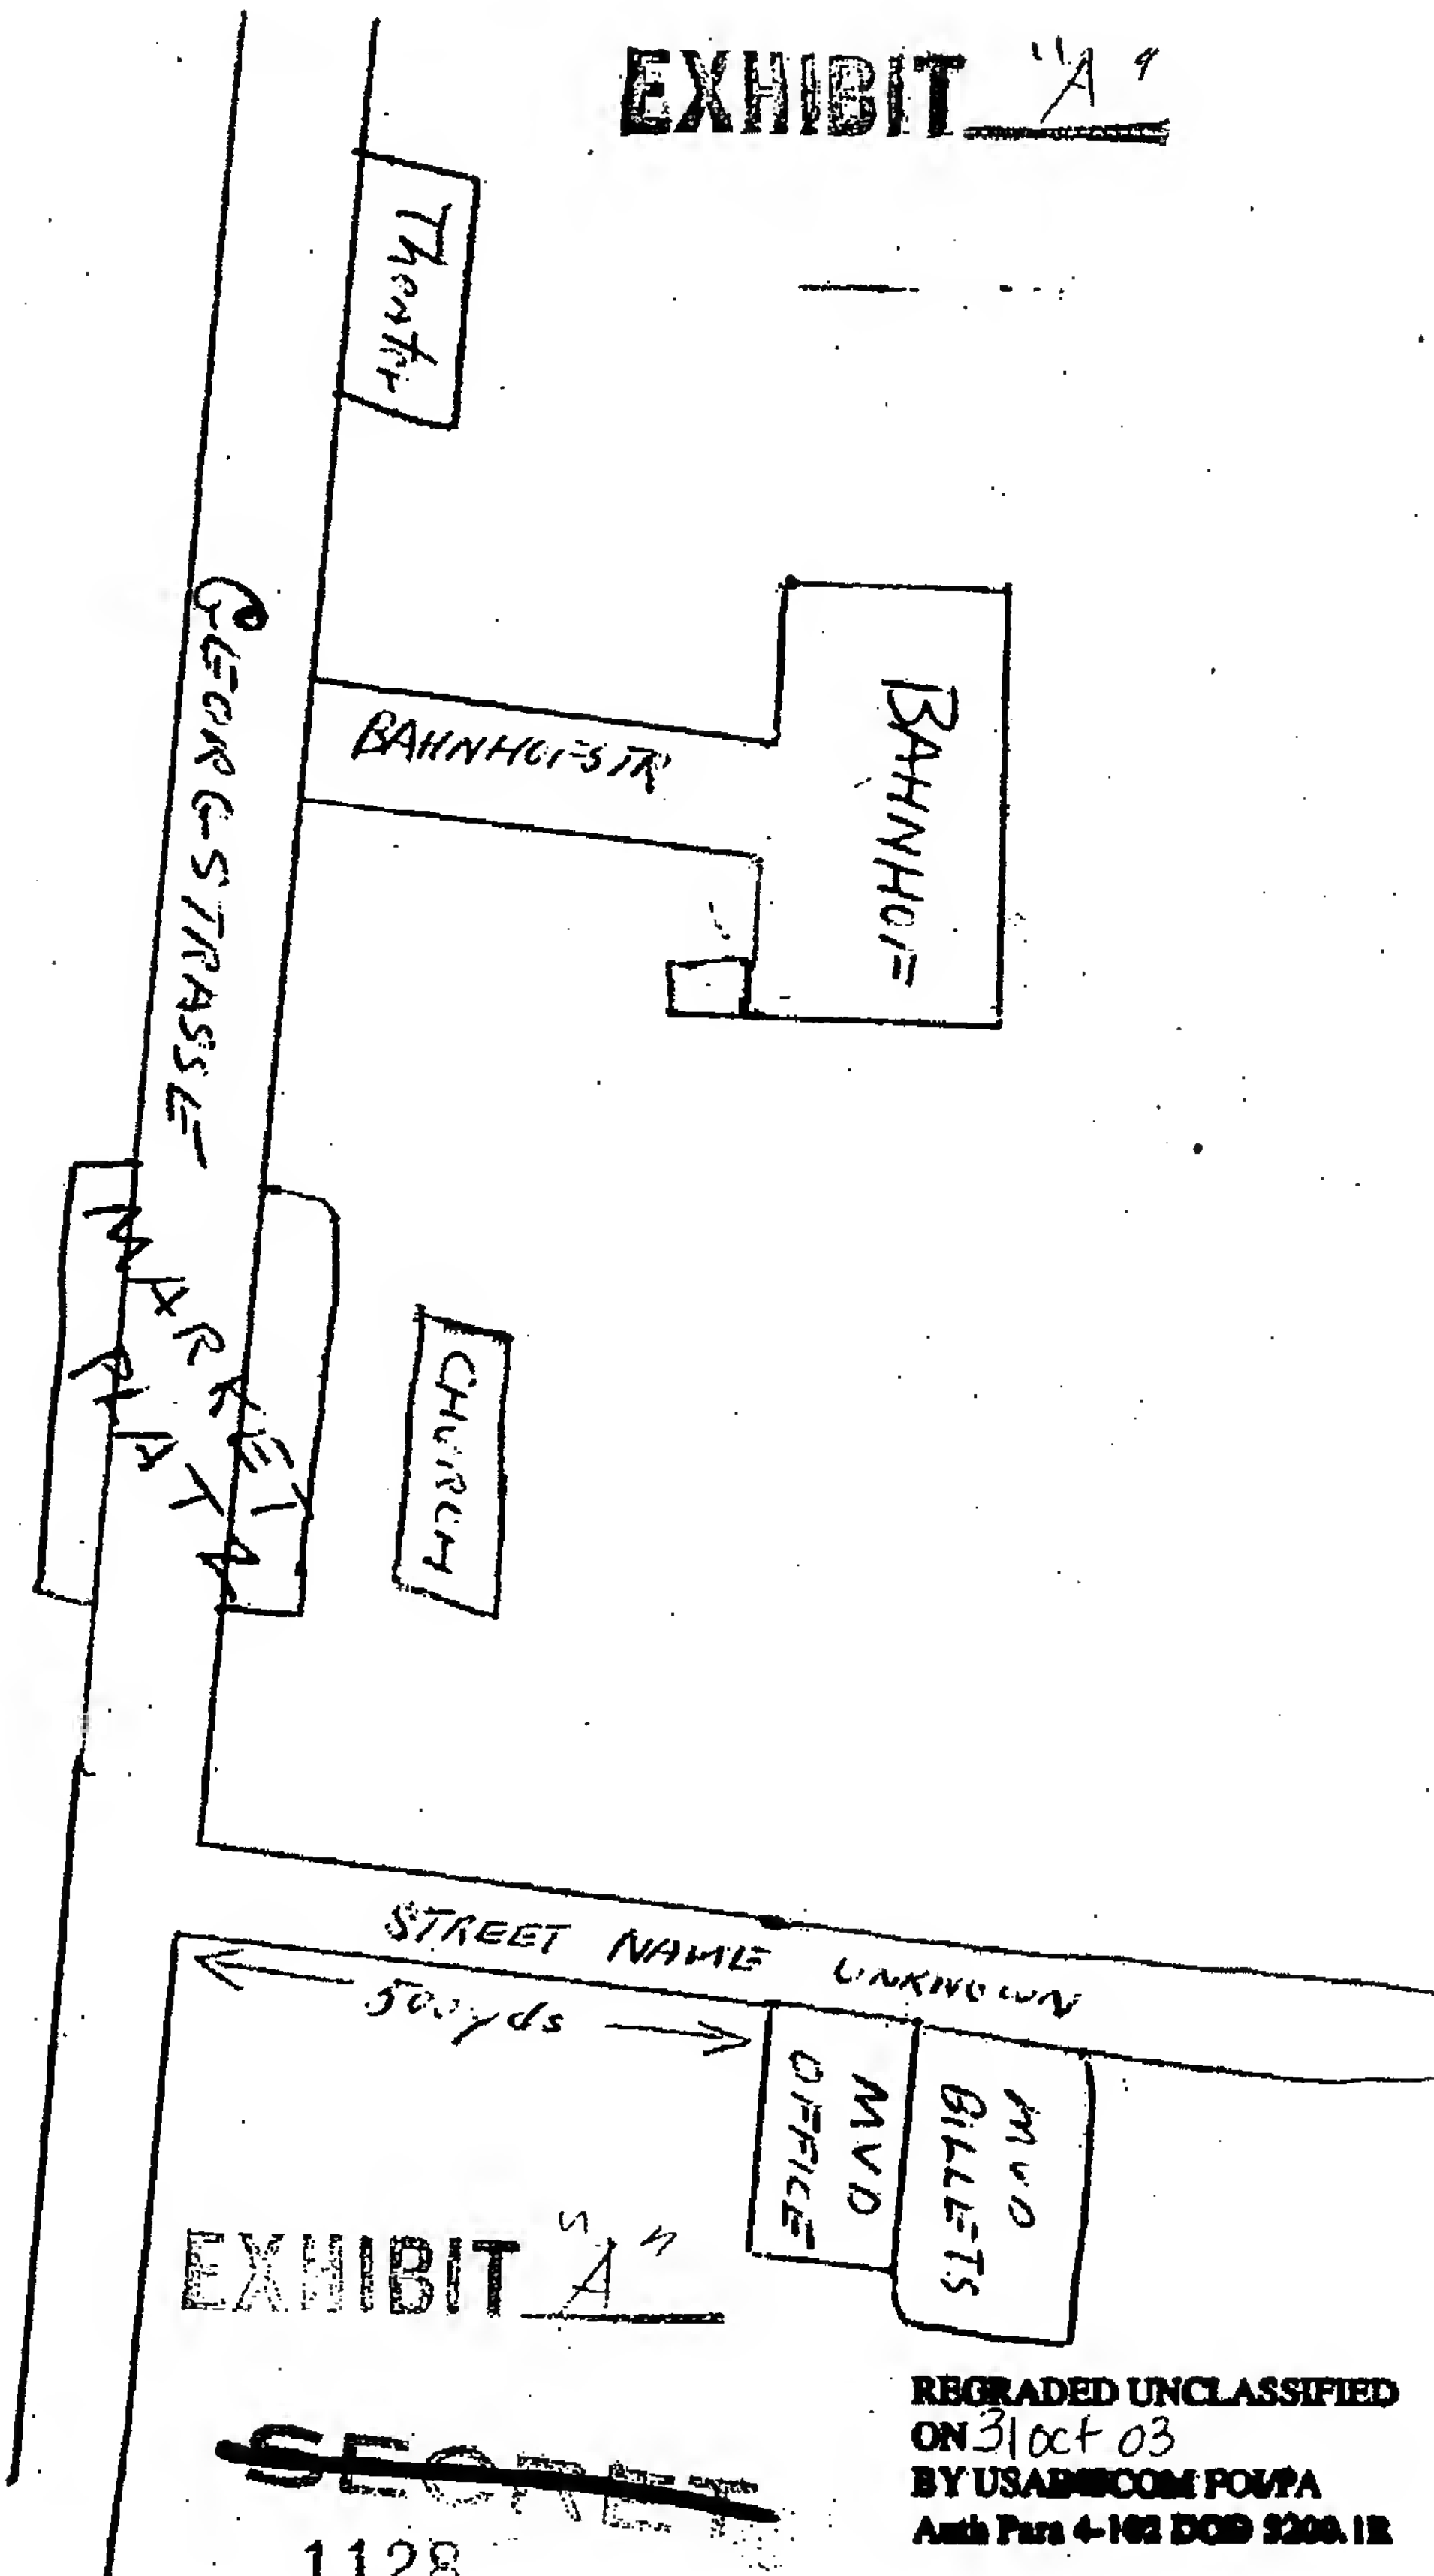 EXHIBIT "A"
Theatre
GEORGSTRASSE
BAHNHOFSTR
BAHNHOF
MARKET
PLATZ
CHURCH
STREET NAME UNKNOWN
500 yds
MVD
OFFICE
MVD
BILLETS
EXHIBIT "A"
SECRET
REGRADED UNCLASSIFIED
ON 31 Oct 03
BY USAINSCOM FOI/PA
Auth Para 4-102 DOD 5200.1R
1128